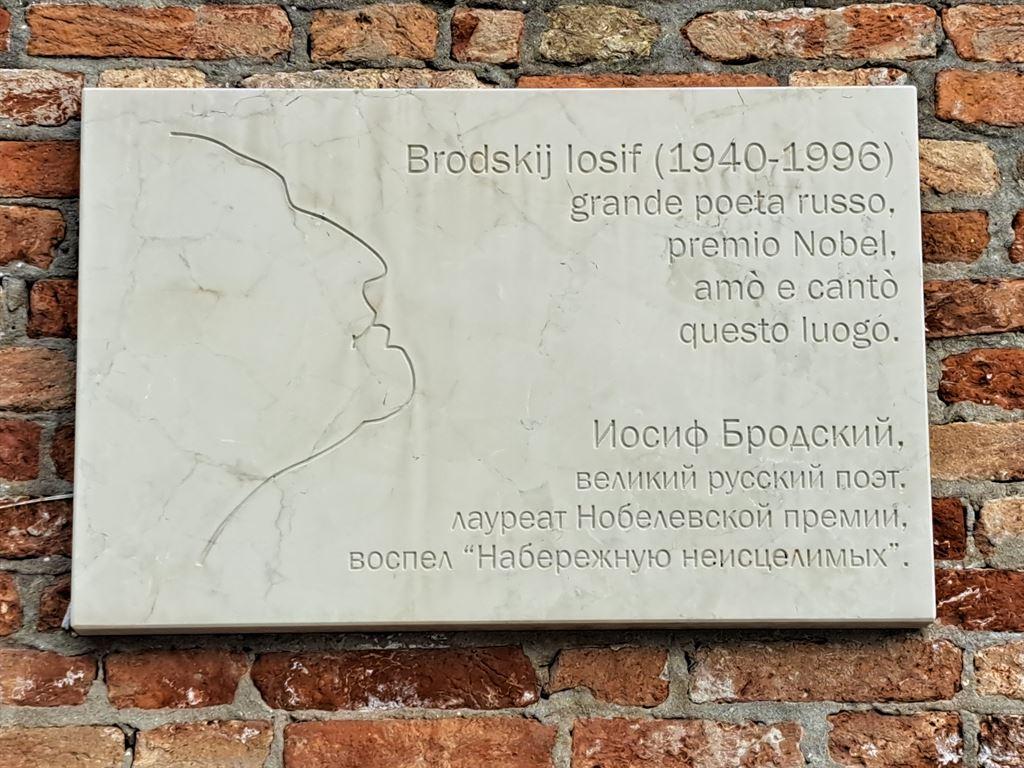 Brodskij Iosif (1940-1996)
grande poeta russo,
premio Nobel,
amò e cantò
questo luogo.
Иосиф Бродский,
великий русский поэт,
лауреат Нобелевской премии,
воспел “Набережную неисцелимых”.